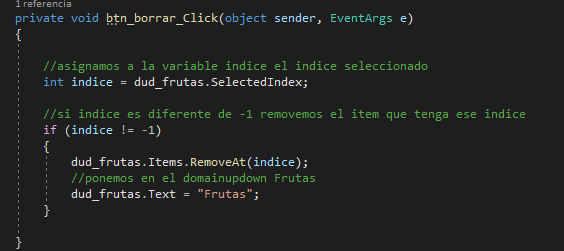 1 referencia
private void btn_borrar_Click(object sender, EventArgs e)
{
//asignamos a la variable indice el indice seleccionado
int indice = dud_frutas.SelectedIndex;
//si indice es diferente de -1 removemos el item que tenga ese indice
if (indice != -1)
{
dud_frutas.Items.RemoveAt(indice);
//ponemos en el domainupdown Frutas
dud_frutas.Text = "Frutas";
}
}